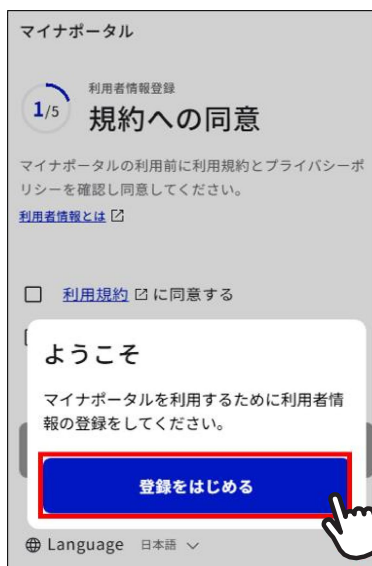 マイナポータル
利用者情報登録
1/5
規約への同意
マイナポータルの利用前に利用規約とプライバシーポ
リシーを確認し同意してください。
利用者情報とは
利用規約 に同意する
ようこそ
マイナポータルを利用するために利用者情
報の登録をしてください。
登録をはじめる
Language 日本語